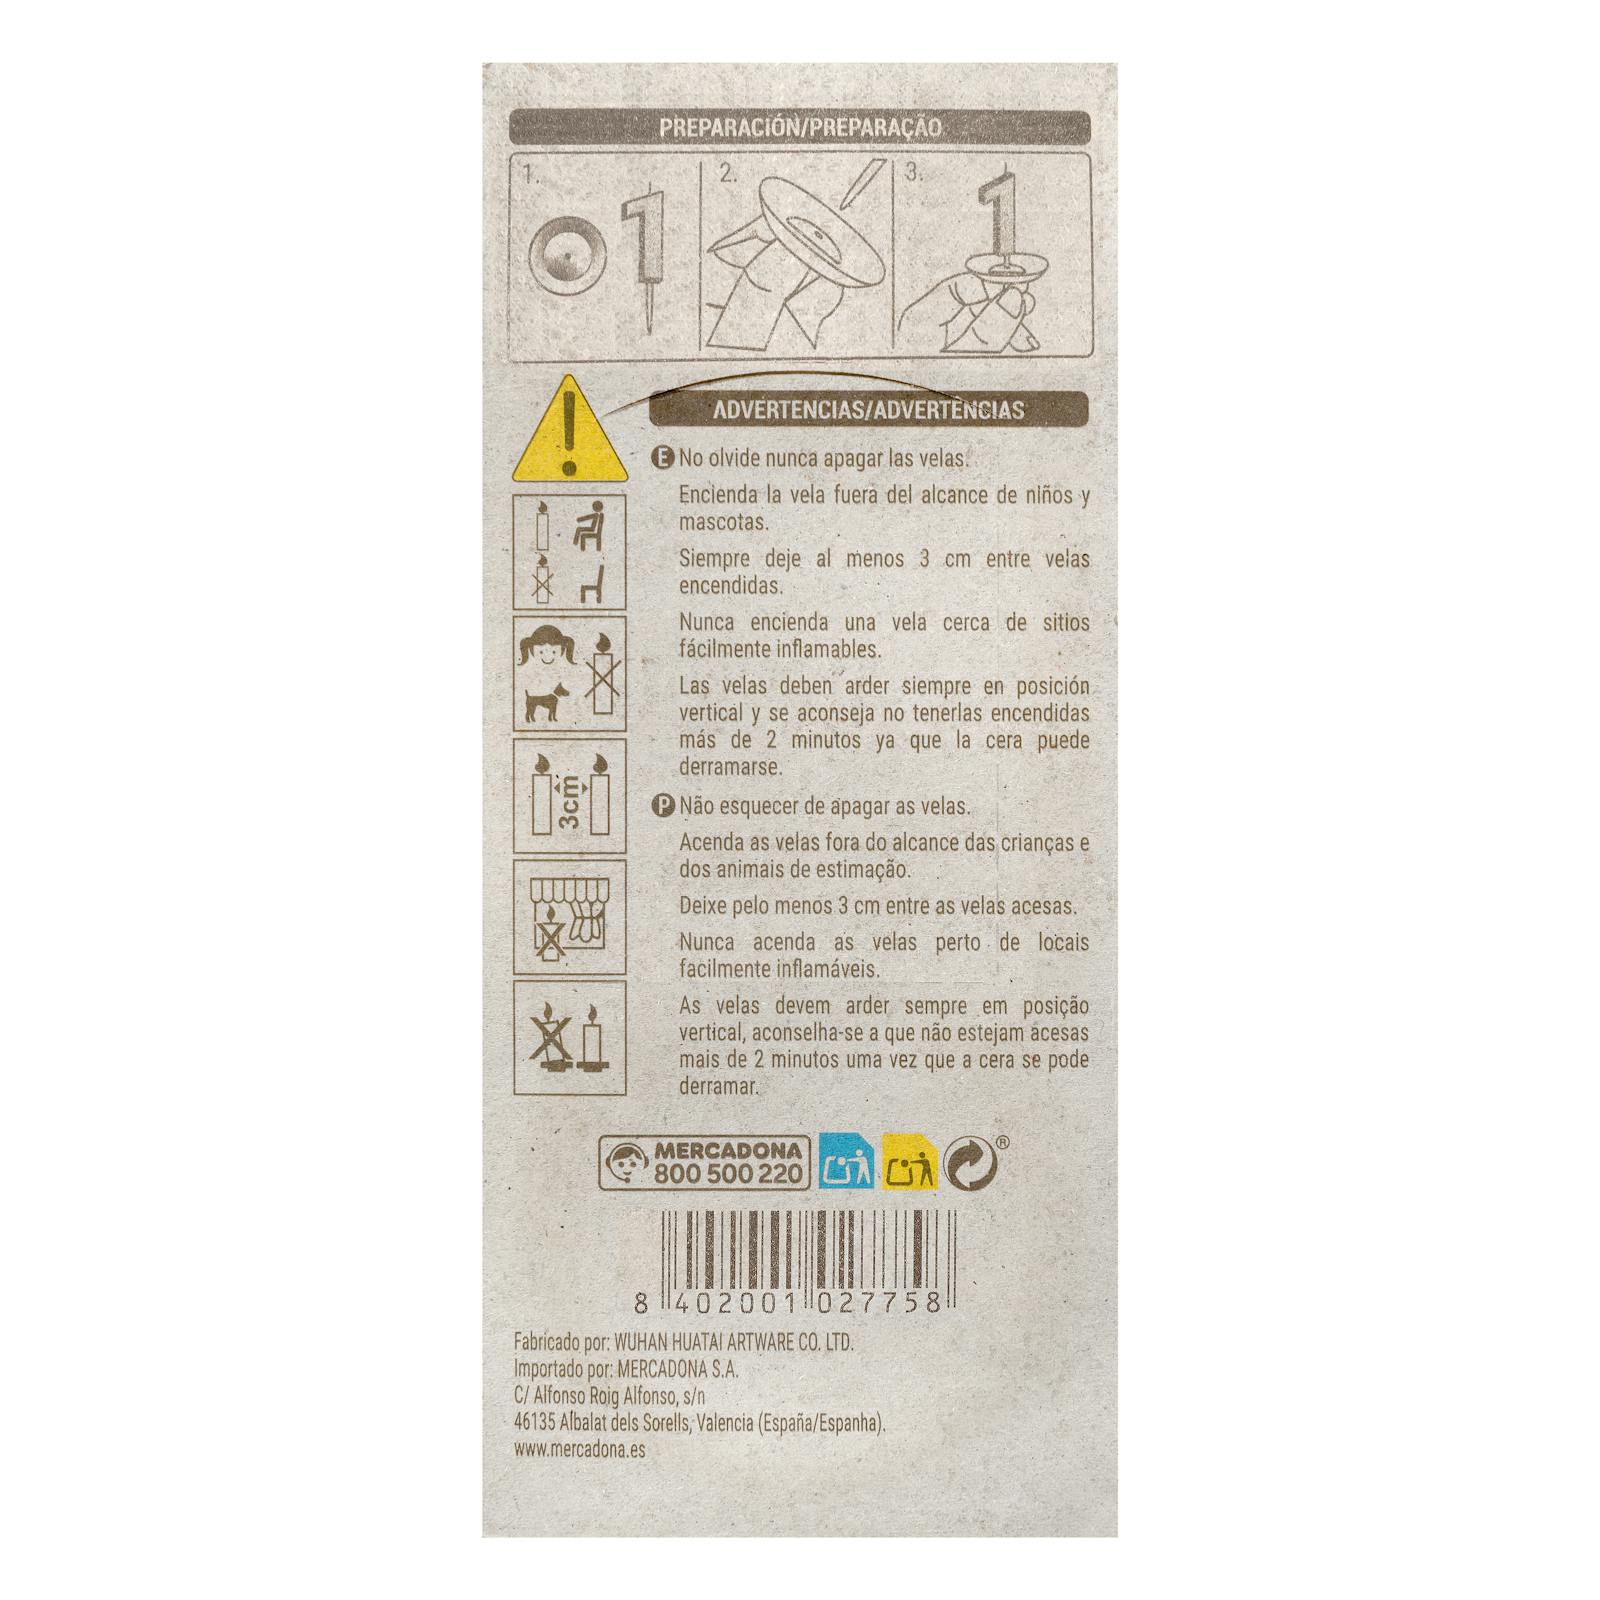 PREPARACIÓN/PREPARAÇÃO
1.
2.
3.
1
1
ADVERTENCIAS/ADVERTÊNCIAS
E No olvide nunca apagar las velas.
Encienda la vela fuera del alcance de niños y
mascotas.
Siempre deje al menos 3 cm entre velas
encendidas.
Nunca encienda una vela cerca de sitios
fácilmente inflamables.
Las velas deben arder siempre en posición
vertical y se aconseja no tenerlas encendidas
más de 2 minutos ya que la cera puede
derramarse.
3cm
P Não esquecer de apagar as velas.
Acenda as velas fora do alcance das crianças e
dos animais de estimação.
Deixe pelo menos 3 cm entre as velas acesas.
Nunca acenda as velas perto de locais
facilmente inflamáveis.
As velas devem arder sempre em posição
vertical, aconselha-se a que não estejam acesas
mais de 2 minutos uma vez que a cera se pode
derramar.
MERCADONA
800 500 220
®
8 402001 027758
Fabricado por: WUHAN HUATAI ARTWARE CO. LTD.
Importado por: MERCADONA S.A.
C/ Alfonso Roig Alfonso, s/n
46135 Albalat dels Sorells, Valencia (España/Espanha).
www.mercadona.es